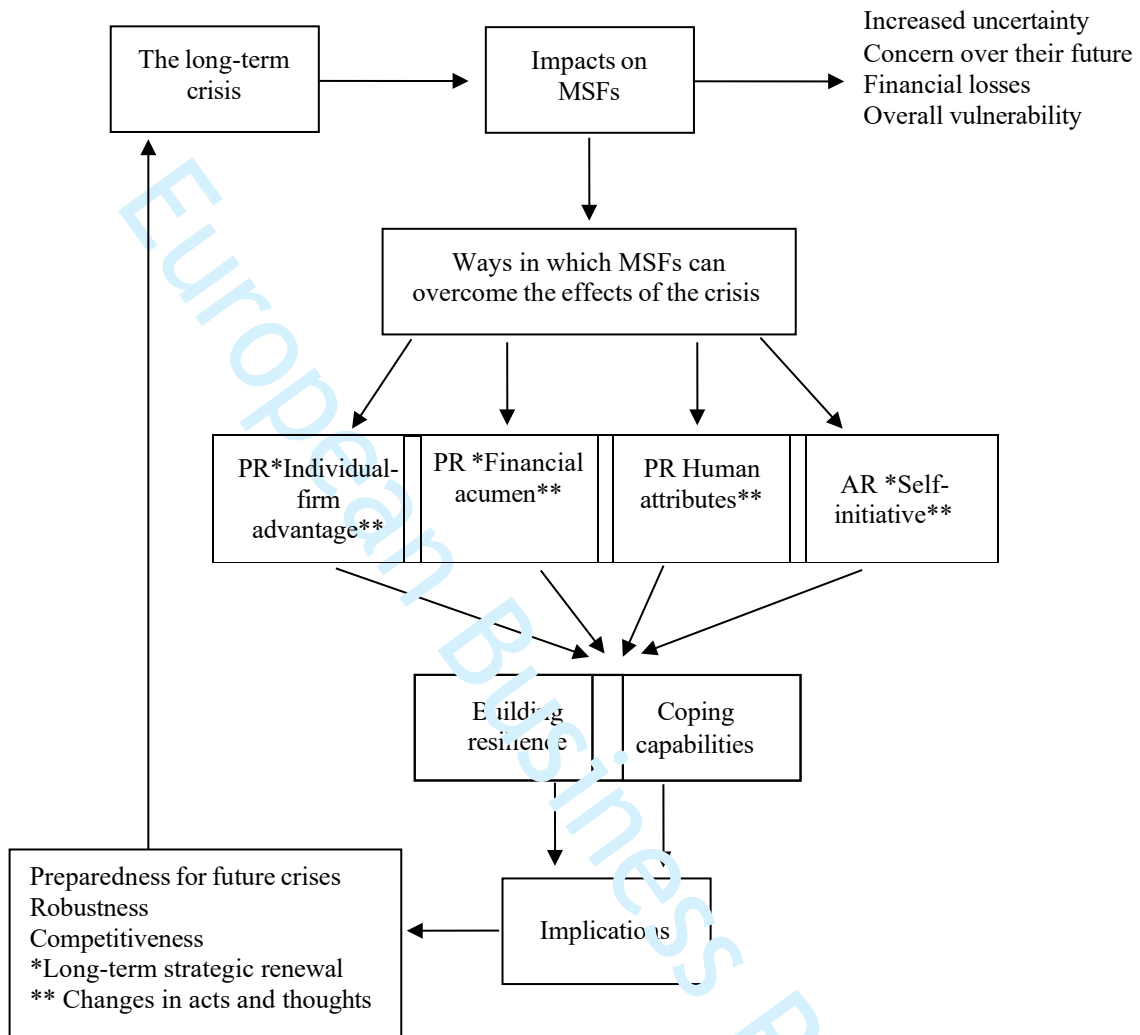 The long-term
crisis
Impacts on
MSFs
Increased uncertainty
Concern over their future
Financial losses
Overall vulnerability
Ways in which MSFs can
overcome the effects of the crisis
PR*Individual-
firm
advantage**
PR *Financial
acumen**
PR Human
attributes**
AR *Self-
initiative**
Building
resilience
Coping
capabilities
Implications
Preparedness for future crises
Robustness
Competitiveness
*Long-term strategic renewal
** Changes in acts and thoughts
European Business